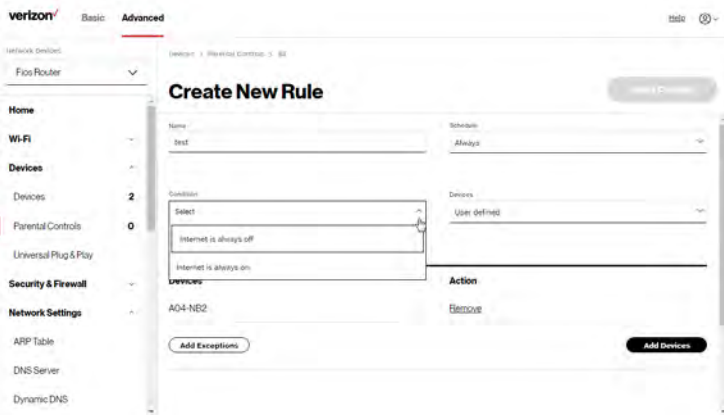 verizon
Basic
Advanced
Help
Network Devices
Fios Router
Home
Wi-Fi
Devices
Devices 2
Parental Controls 0
Universal Plug & Play
Security & Firewall
Network Settings
ARP Table
DNS Server
Dynamic DNS
Devices > Parental Controls >
Create New Rule
Name
test
Schedule
Always
Condition
Select
Internet is always off
Internet is always on
Devices
User defined
Devices
Action
A04-NB2
Remove
Add Exceptions
Add Devices